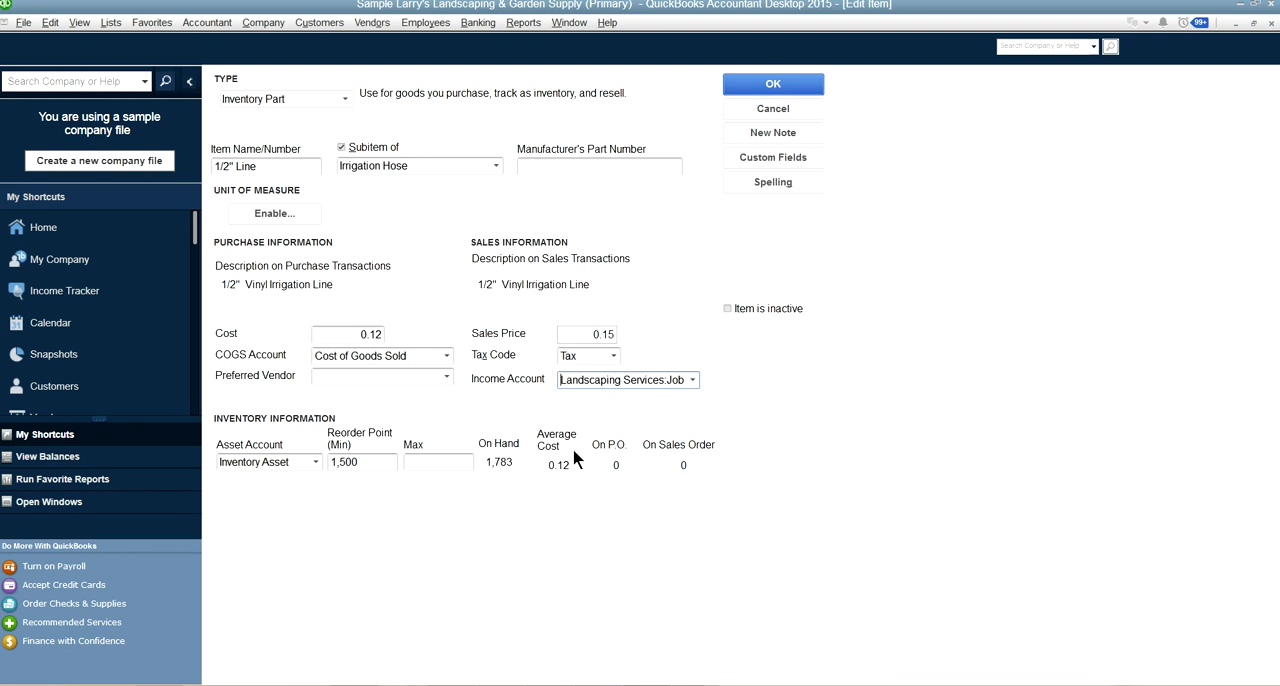 Sample Larry's Landscaping & Garden Supply (Primary) - QuickBooks Accountant Desktop 2015 - [Edit Item]
File Edit View Lists Favorites Accountant Company Customers Vendors Employees Banking Reports Window Help
99+
Search Company or Help
Search Company or Help
You are using a sample
company file
Create a new company file
My Shortcuts
Home
My Company
Income Tracker
Calendar
Snapshots
Customers
My Shortcuts
View Balances
Run Favorite Reports
Open Windows
Do More With QuickBooks
Turn on Payroll
Accept Credit Cards
Order Checks & Supplies
Recommended Services
Finance with Confidence
TYPE
Inventory Part
Use for goods you purchase, track as inventory, and resell.
OK
Cancel
New Note
Custom Fields
Spelling
Item Name/Number
Subitem of
Manufacturer's Part Number
1/2" Line
Irrigation Hose
UNIT OF MEASURE
Enable...
PURCHASE INFORMATION
Description on Purchase Transactions
1/2" Vinyl Irrigation Line
SALES INFORMATION
Description on Sales Transactions
1/2" Vinyl Irrigation Line
Item is inactive
Cost 0.12
COGS Account Cost of Goods Sold
Preferred Vendor
Sales Price 0.15
Tax Code Tax
Income Account Landscaping Services:Job
INVENTORY INFORMATION
Asset Account
Reorder Point
(Min)
Max
On Hand
Average
Cost
On P.O.
On Sales Order
Inventory Asset 1,500 1,783 0.12 0 0